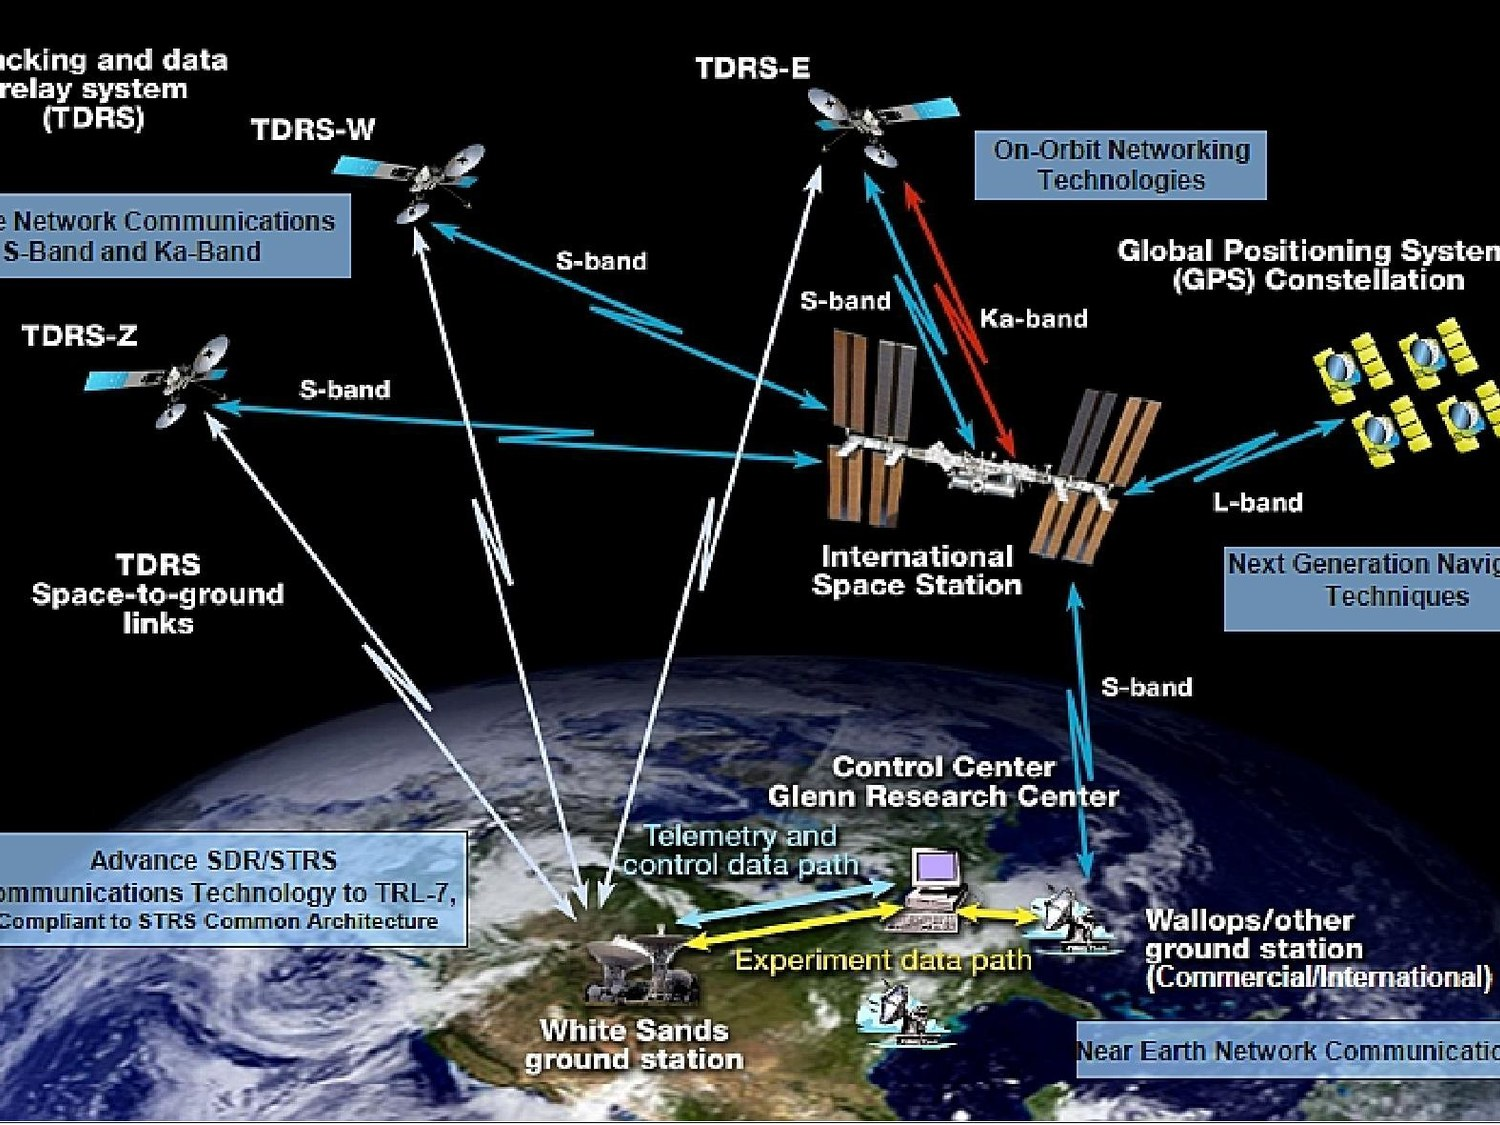 acking and data
relay system
(TDRS)
TDRS-W
TDRS-E
On-Orbit Networking
Technologies
e Network Communications
S-Band and Ka-Band
Global Positioning System
(GPS) Constellation
S-band
S-band
Ka-band
TDRS-Z
S-band
L-band
International
Space Station
Next Generation Navig
Techniques
TDRS
Space-to-ground
links
S-band
Control Center
Glenn Research Center
Telemetry and
control data path
Advance SDR/STRS
ommunications Technology to TRL-7,
Compliant to STRS Common Architecture
Experiment data path
Wallops/other
ground station
(Commercial/International)
White Sands
ground station
Near Earth Network Communicatio